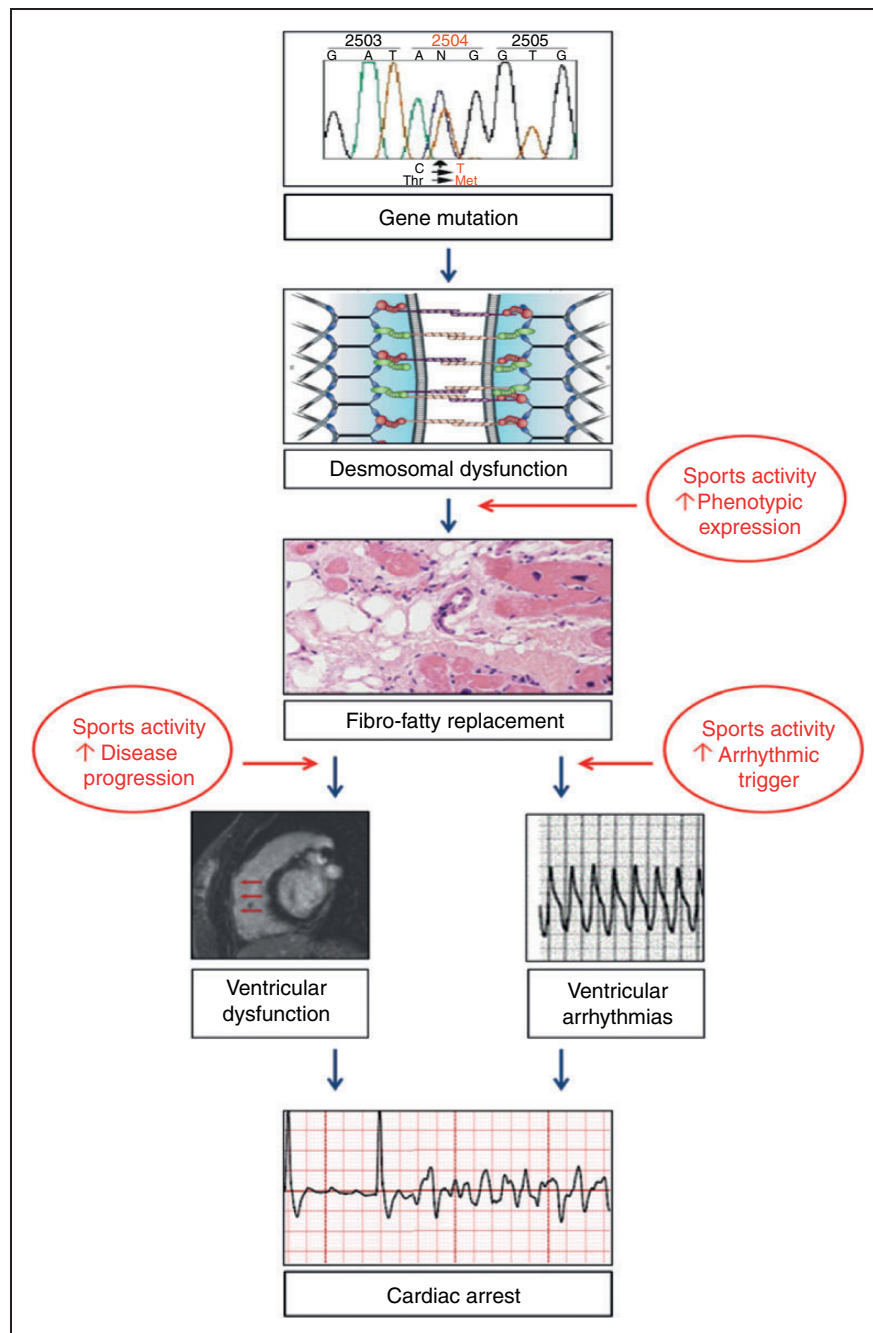 2503 2504 2505
G A T A N G G T G
C T
Thr Met
Gene mutation
Desmosomal dysfunction
Sports activity
↑Phenotypic
expression
Fibro-fatty replacement
Sports activity
↑ Disease
progression
Sports activity
↑ Arrhythmic
trigger
Ventricular
dysfunction
Ventricular
arrhythmias
Cardiac arrest